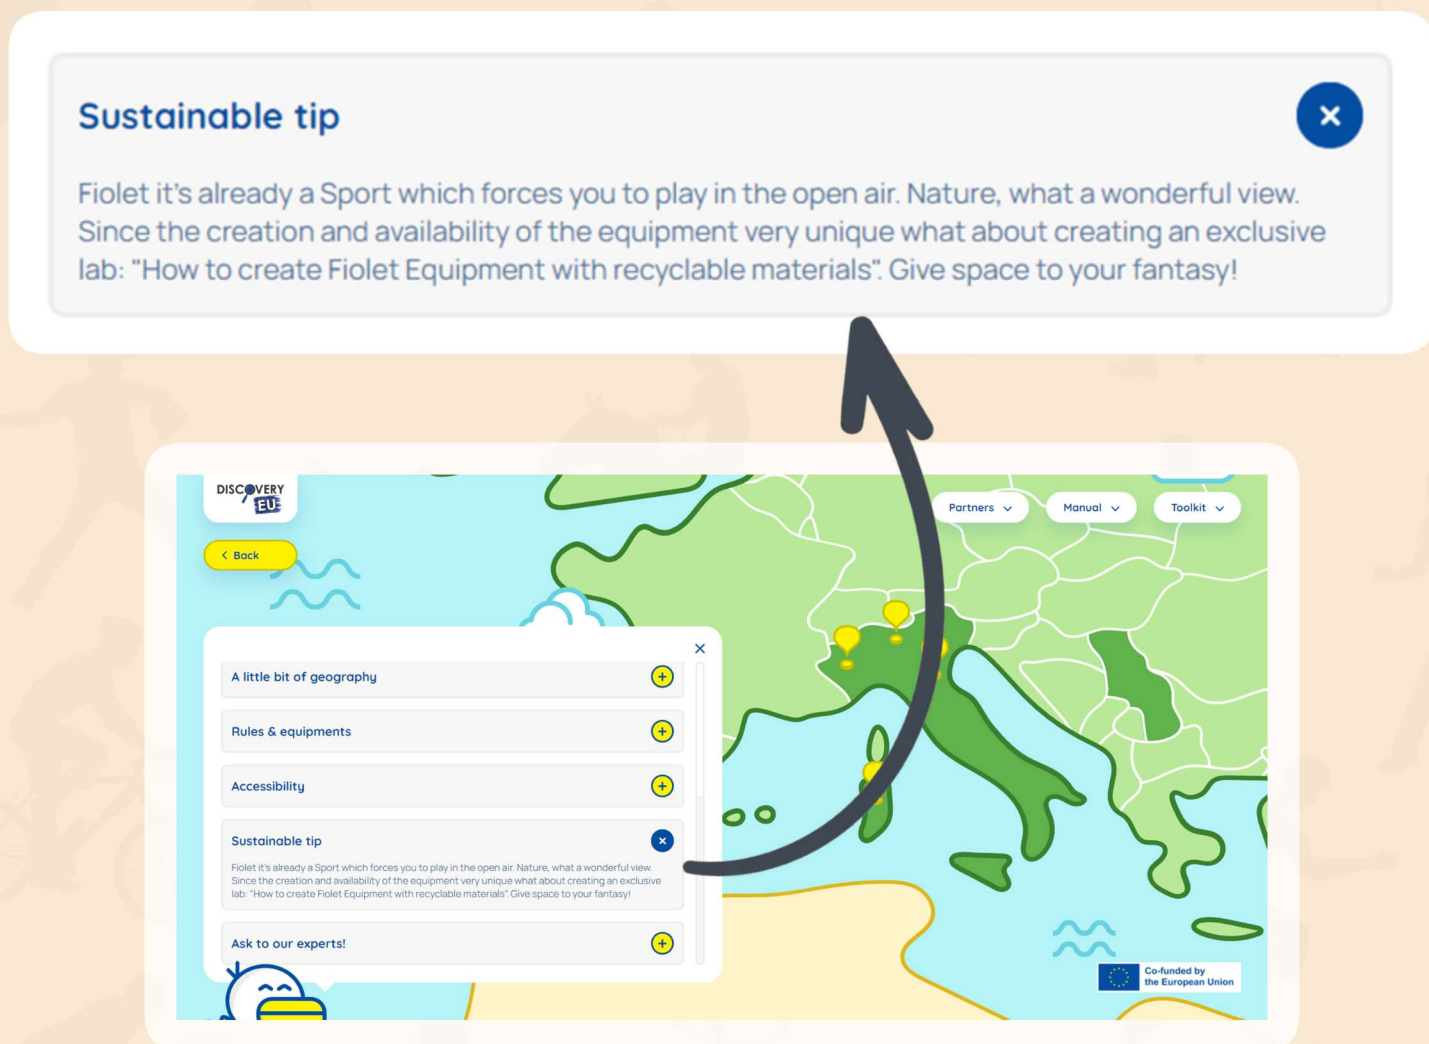 Sustainable tip
Fiolet it's already a Sport which forces you to play in the open air. Nature, what a wonderful view.
Since the creation and availability of the equipment very unique what about creating an exclusive
lab: "How to create Fiolet Equipment with recyclable materials". Give space to your fantasy!
DISCOVERY
EU
Partners
Manual
Toolkit
Back
A little bit of geography
Rules & equipments
Accessibility
Sustainable tip
Fiolet it's already a Sport which forces you to play in the open air. Nature, what a wonderful view.
Since the creation and availability of the equipment very unique what about creating an exclusive
lab: "How to create Fiolet Equipment with recyclable materials". Give space to your fantasy!
Ask to our experts!
Co-funded by
the European Union